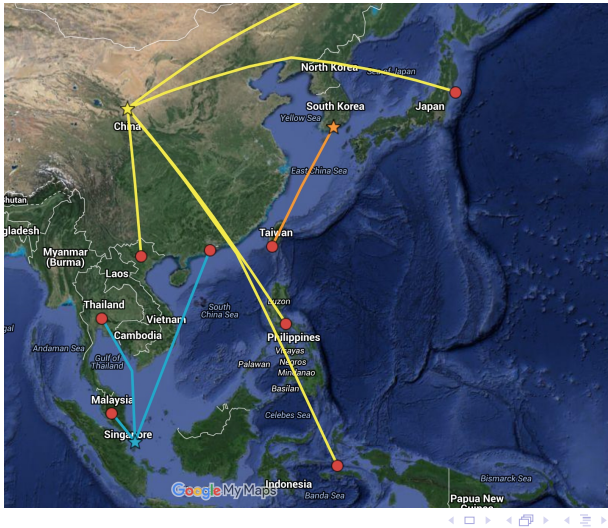 North Korea
Sea of Japan
South Korea
Japan
Yellow Sea
China
East China Sea
Bhutan
gladesh
Myanmar
(Burma)
Taiwan
Laos
Luzon
Thailand
South
China Sea
Vietnam
gal
Cambodia
Philippines
Andaman Sea
Gulf of
Thailand
Visayas
Palawan
Negros
Mindanao
Basilan
Malaysia
Celebes Sea
Singapore
Google My Maps
Indonesia
Bismarck Sea
Banda Sea
Papua New
Guinea